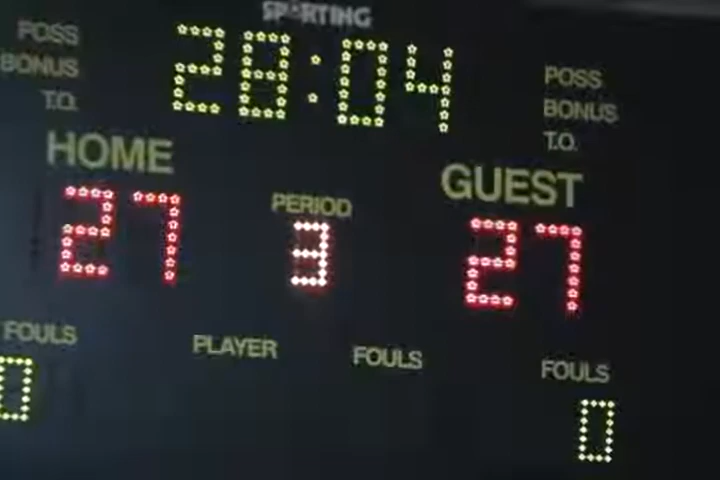 SPORTING
POSS
BONUS
T.O.
28:04
POSS
BONUS
T.O.
HOME
27
PERIOD
3
GUEST
27
FOULS
0
PLAYER
FOULS
FOULS
0